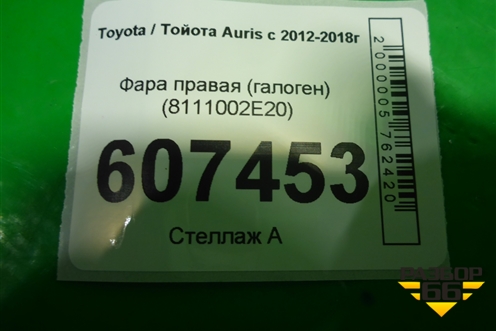 Toyota / Тойота Auris с 2012-2018г
Фара правая (галоген)
(8111002E20)
607453
Стеллаж А
2000005762420
РАЗБОР
66